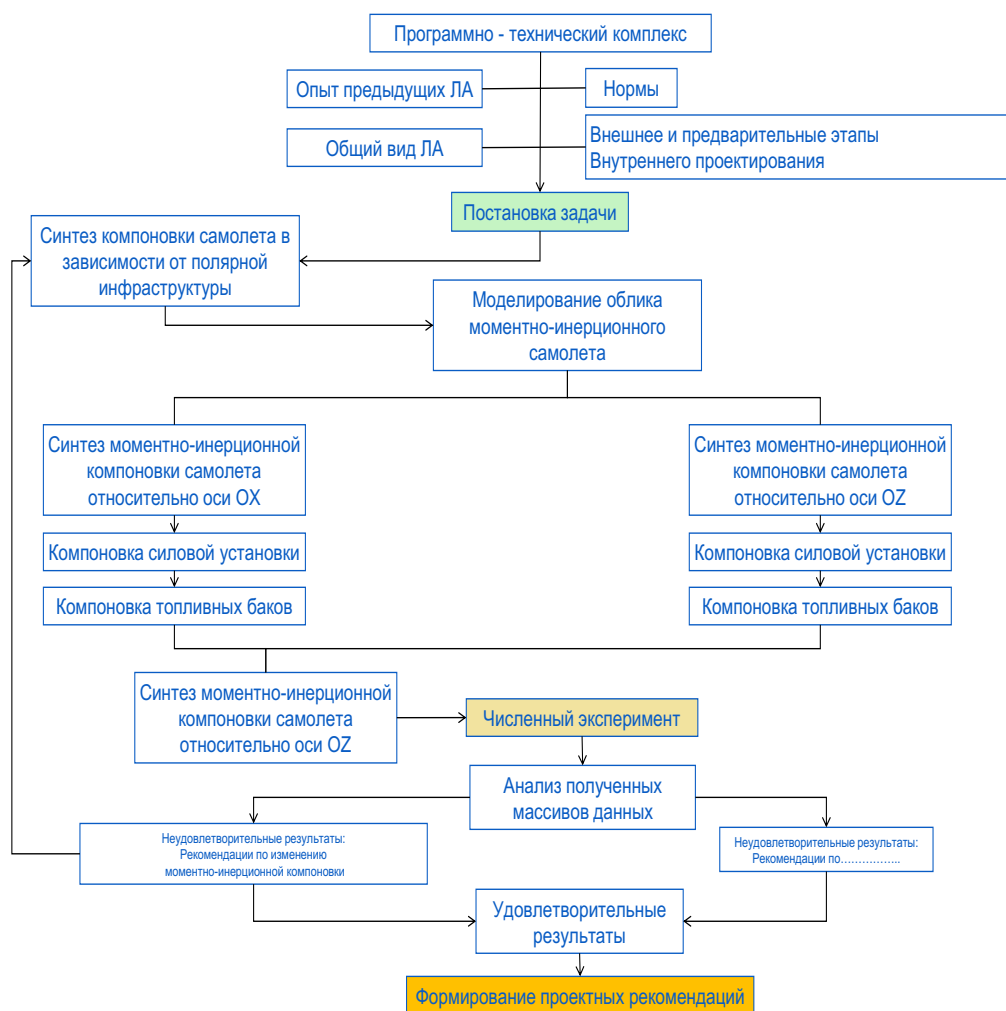 Программно - технический комплекс
Опыт предыдущих ЛА
Нормы
Общий вид ЛА
Внешнее и предварительные этапы
Внутреннего проектирования
Постановка задачи
Синтез компоновки самолета в
зависимости от полярной
инфраструктуры
Моделирование облика
моментно-инерционного
самолета
Синтез моментно-инерционной
компоновки самолета
относительно оси OX
Синтез моментно-инерционной
компоновки самолета
относительно оси OZ
Компоновка силовой установки
Компоновка силовой установки
Компоновка топливных баков
Компоновка топливных баков
Синтез моментно-инерционной
компоновки самолета
относительно оси OZ
Численный эксперимент
Анализ полученных
массивов данных
Неудовлетворительные результаты:
Рекомендации по изменению
моментно-инерционной компоновки
Неудовлетворительные результаты:
Рекомендации по……………..
Удовлетворительные
результаты
Формирование проектных рекомендаций